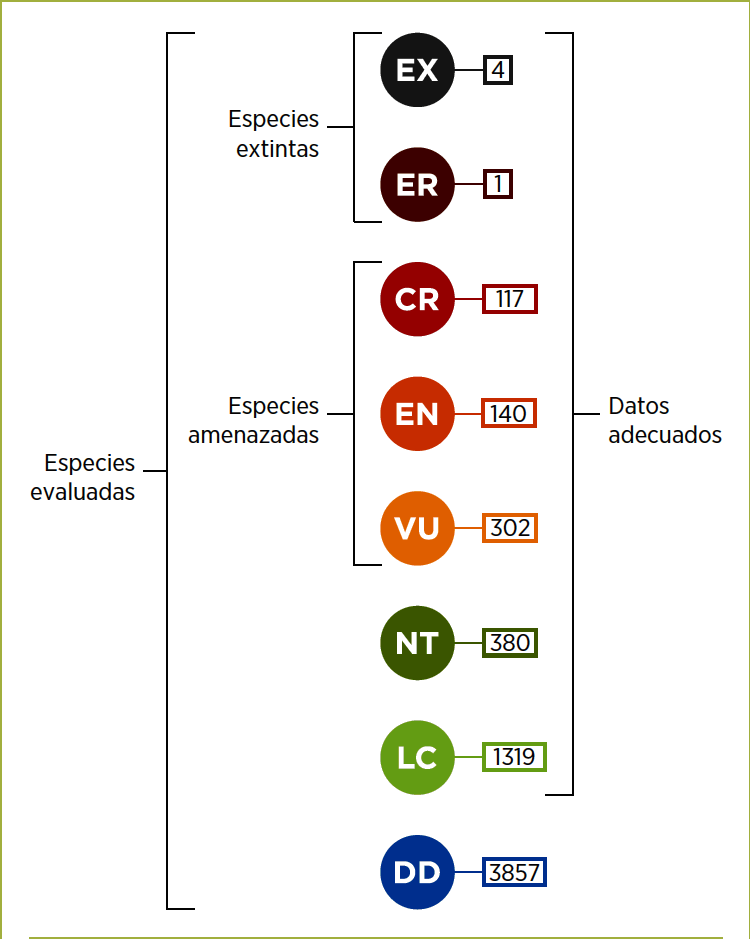 EX
4
Especies
extintas
ER
1
CR
117
Especies
amenazadas
EN
140
Datos
adecuados
Especies
evaluadas
VU
302
NT
380
LC
1319
DD
3857